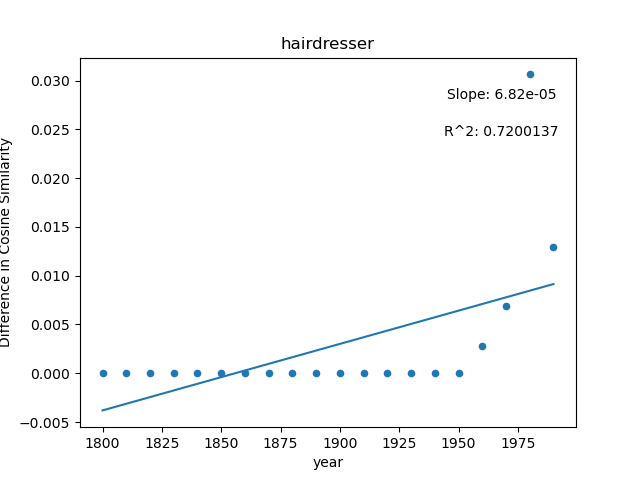 hairdresser
Slope: 6.82e-05
R^2: 0.7200137
Difference in Cosine Similarity
0.030
0.025
0.020
0.015
0.010
0.005
0.000
−0.005
1800 1825 1850 1875 1900 1925 1950 1975
year